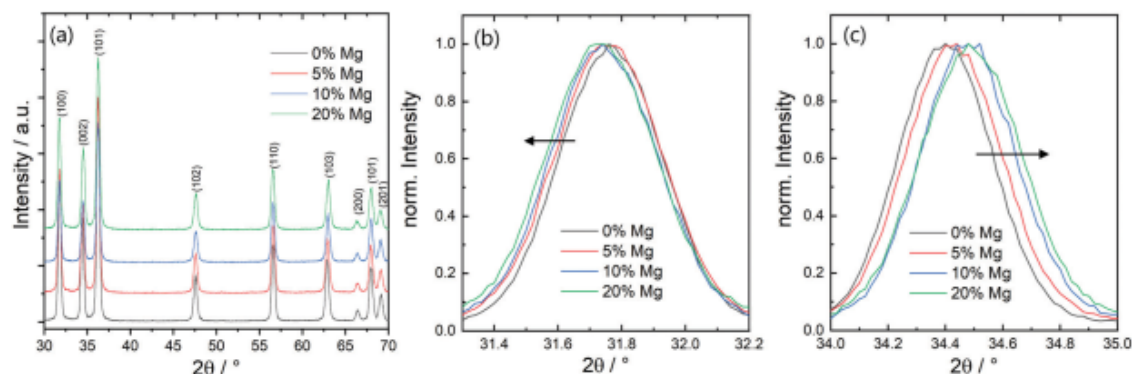 (a)
Intensity / a.u.
(100)
(002)
(101)
(102)
(110)
(103)
(200)
(101)
(201)
0% Mg
5% Mg
10% Mg
20% Mg
30 35 40 45 50 55 60 65 70
2θ / °
(b)
norm. Intensity
1.0
0.8
0.6
0.4
0.2
0.0
0% Mg
5% Mg
10% Mg
20% Mg
31.4 31.6 31.8 32.0 32.2
2θ / °
(c)
norm. Intensity
1.0
0.8
0.6
0.4
0.2
0.0
0% Mg
5% Mg
10% Mg
20% Mg
34.0 34.2 34.4 34.6 34.8 35.0
2θ / °